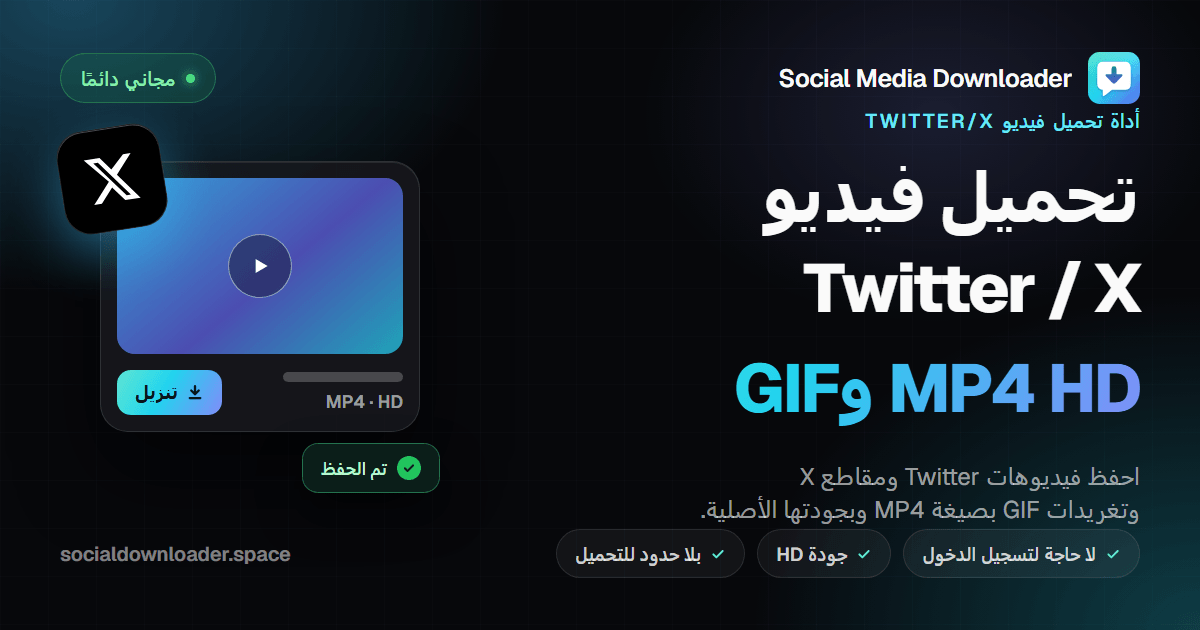 Social Media Downloader
أداة تحميل فيديو TWITTER/X
تحميل فيديو
Twitter / X
MP4 HD وGIF
احفظ فيديوهات Twitter ومقاطع X
وتغريدات GIF بصيغة MP4 وبجودتها الأصلية.
لا حاجة لتسجيل الدخول
جودة HD
بلا حدود للتحميل
مجاني دائمًا
تنزيل
MP4 · HD
تم الحفظ
socialdownloader.space